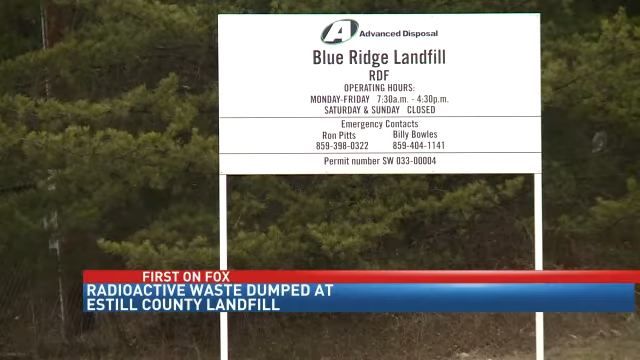 A Advanced Disposal
Blue Ridge Landfill
RDF
OPERATING HOURS:
MONDAY-FRIDAY 7:30a.m. - 4:30p.m.
SATURDAY & SUNDAY CLOSED
Emergency Contacts
Ron Pitts Billy Bowles
859-398-0322 859-404-1141
Permit number SW 033-00004
FIRST ON FOX
RADIOACTIVE WASTE DUMPED AT
ESTILL COUNTY LANDFILL